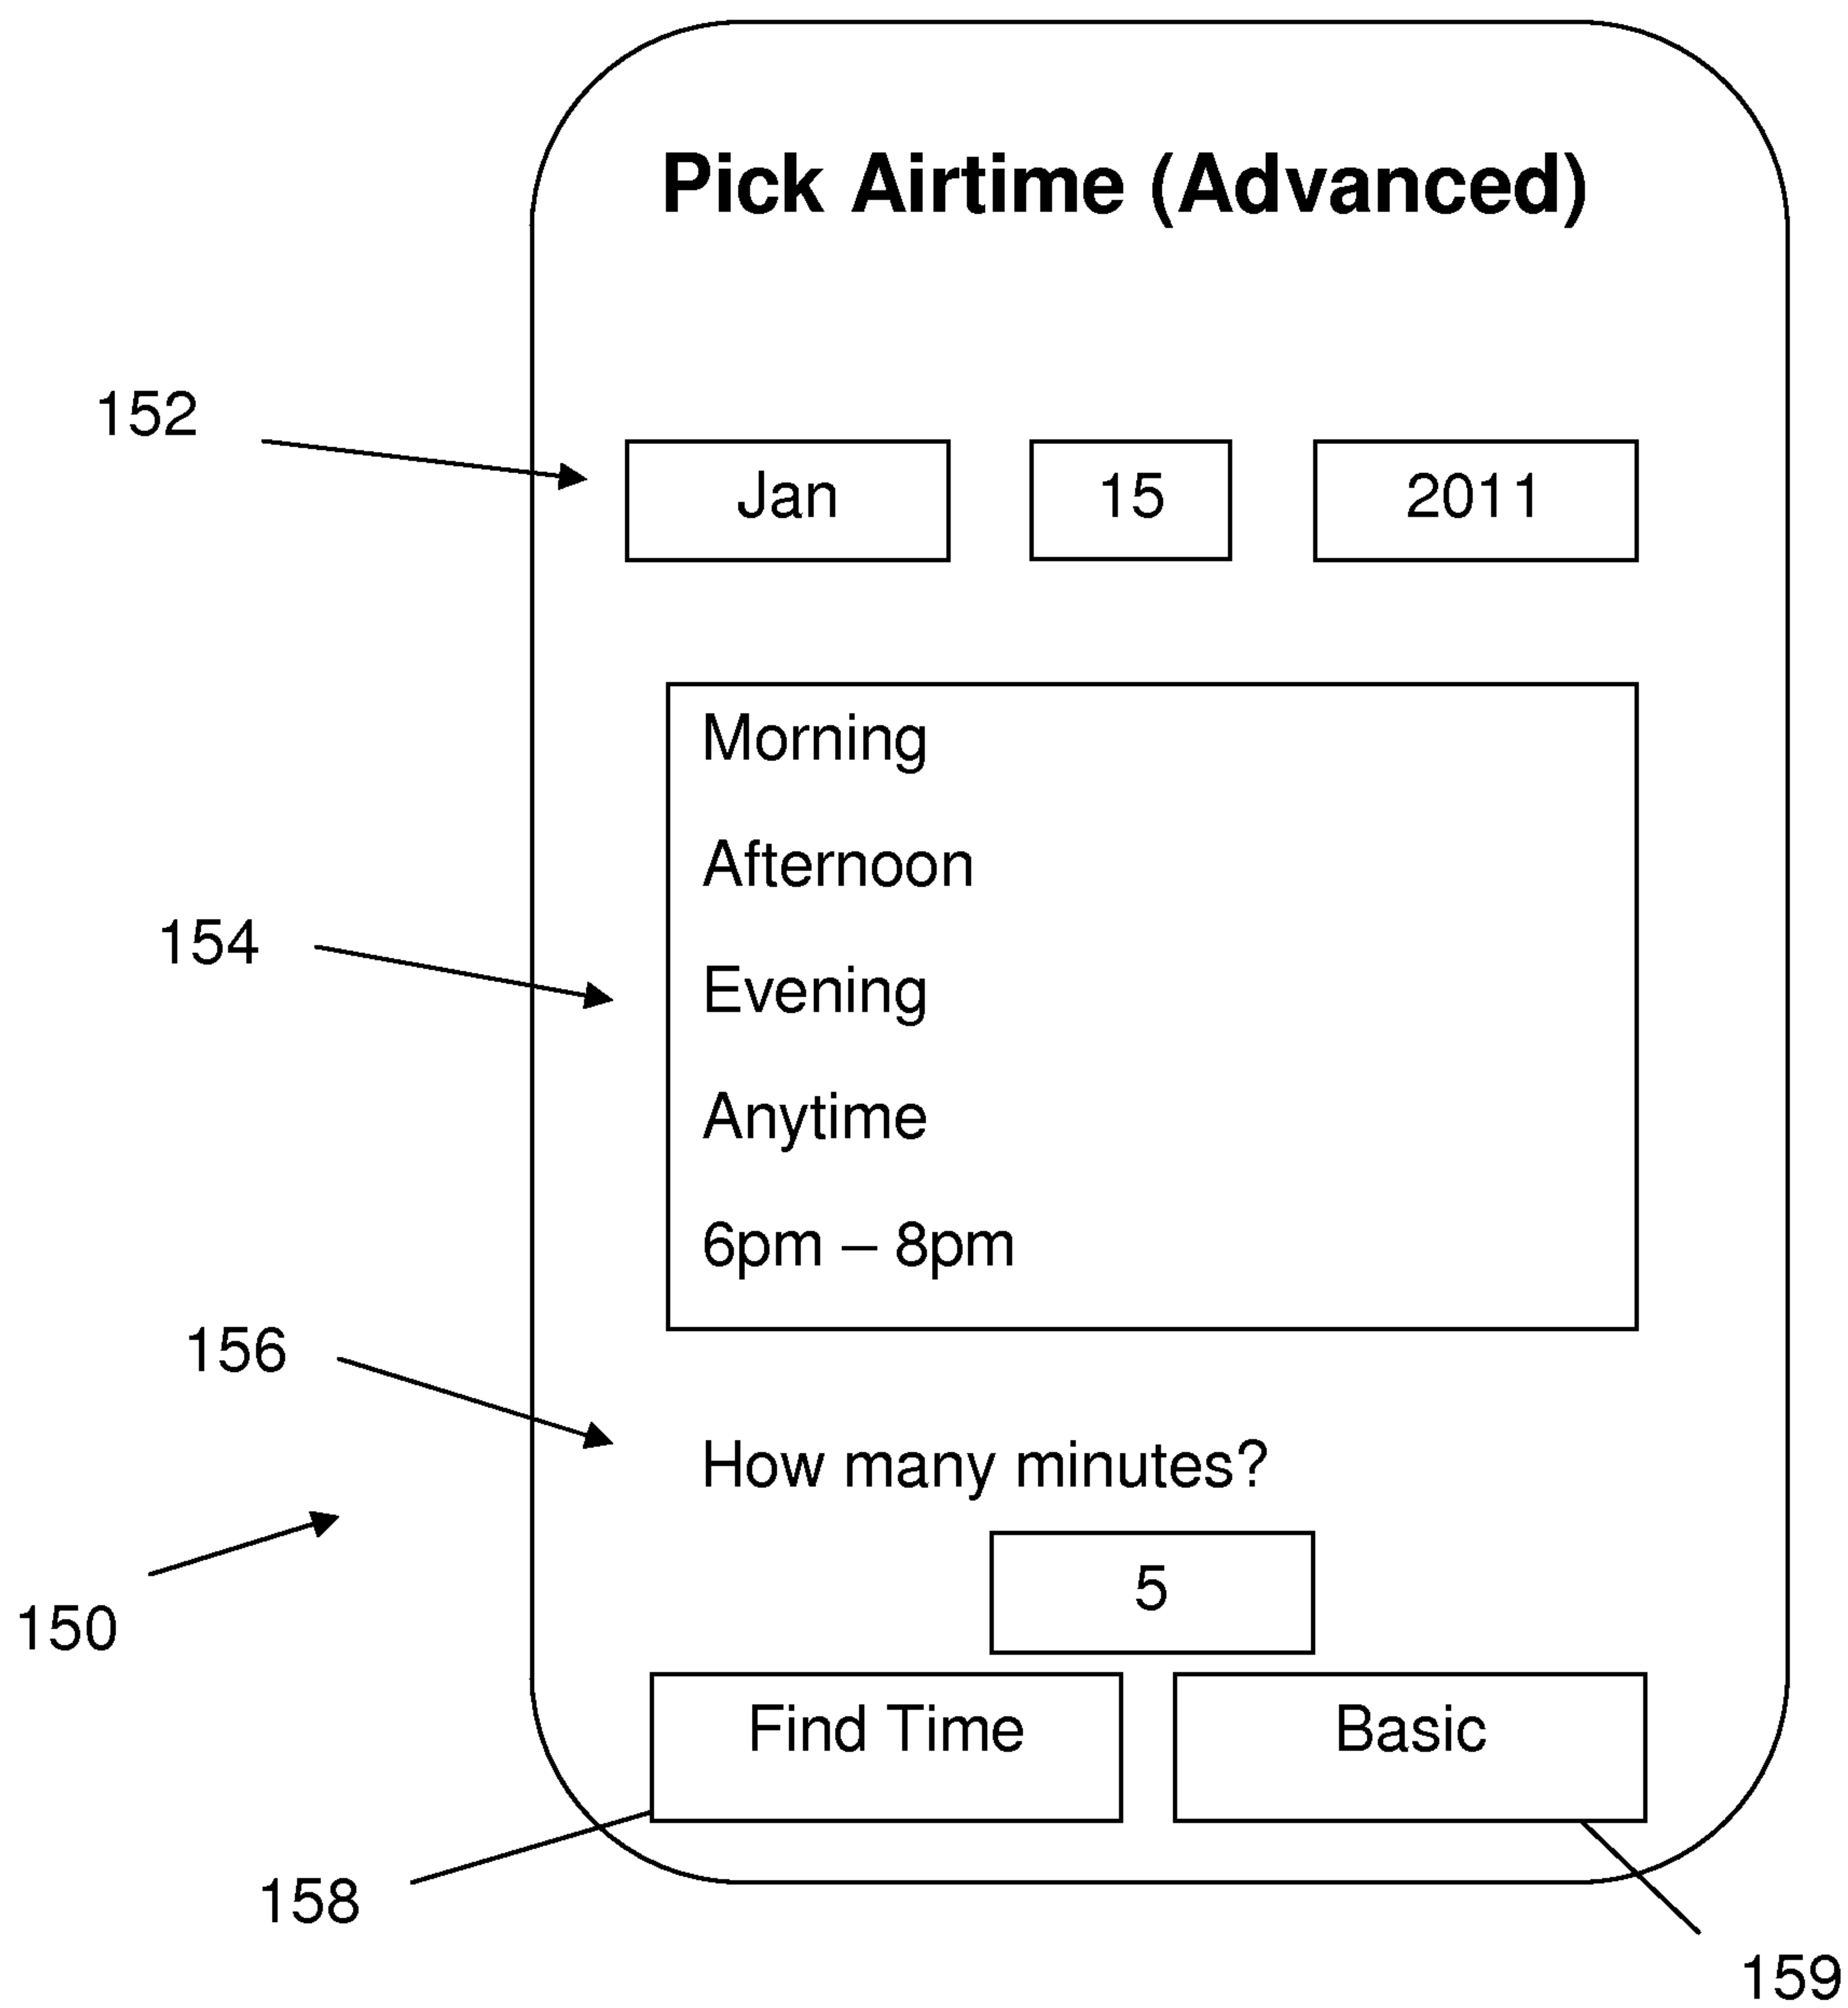 Pick Airtime (Advanced)
152
Jan 15 2011
Morning
Afternoon
154
Evening
Anytime
6pm – 8pm
156
How many minutes?
5
150
Find Time Basic
158
159